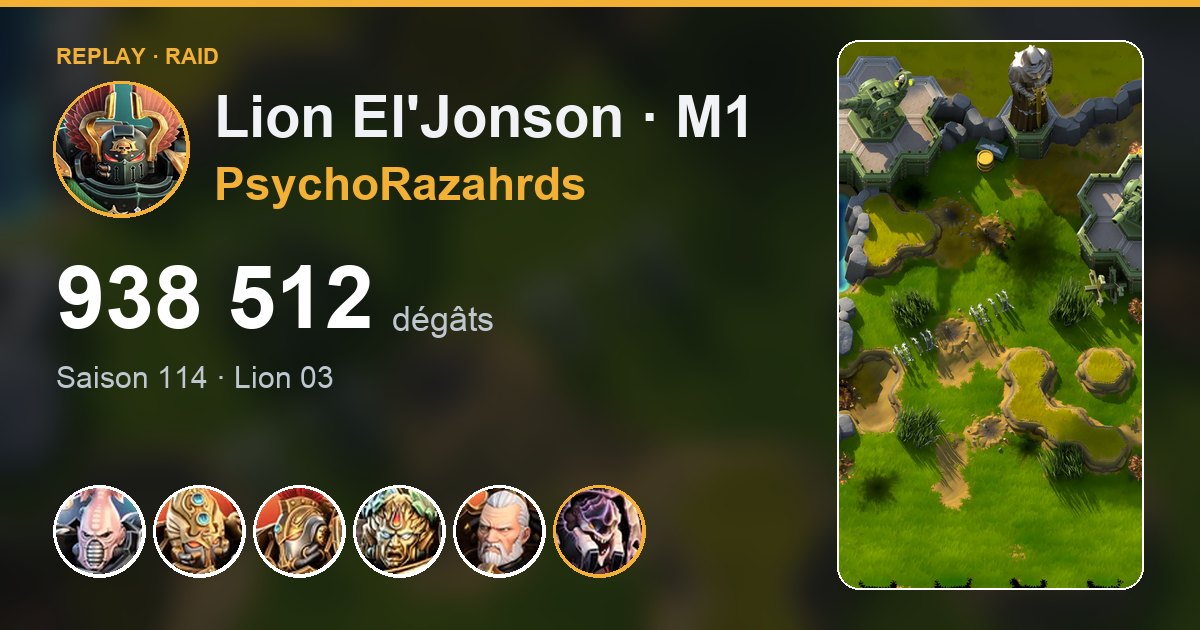 REPLAY · RAID
Lion El'Jonson · M1
PsychoRazahrds
938 512 dégâts
Saison 114 · Lion 03